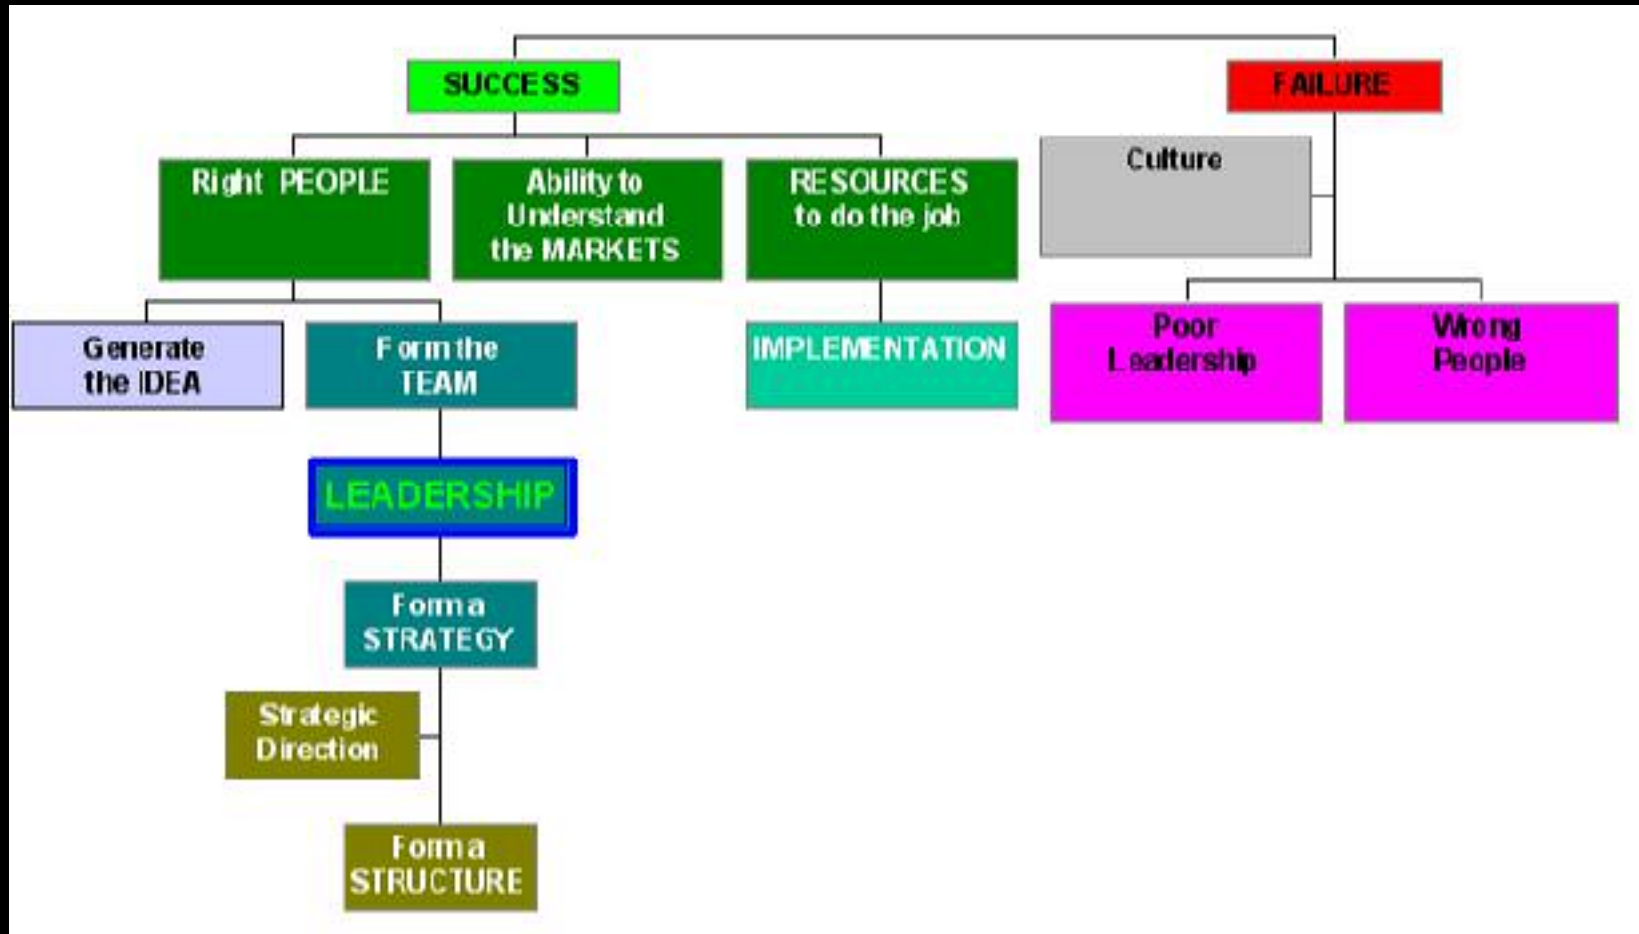 SUCCESS
FAILURE
Right PEOPLE
Ability to
Understand
the MARKETS
RESOURCES
to do the job
Culture
Generate
the IDEA
Form the
TEAM
IMPLEMENTATION
Poor
Leadership
Wrong
People
LEADERSHIP
Form a
STRATEGY
Strategic
Direction
Form a
STRUCTURE